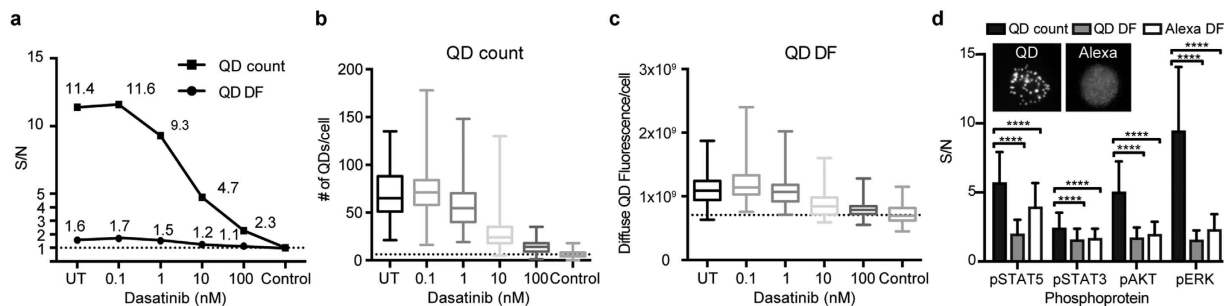 a
S/N
15
10
5
4
3
2
1
QD count
QD DF
11.4
11.6
9.3
4.7
2.3
1.6
1.7
1.5
1.2
1.1
UT 0.1 1 10 100 Control
Dasatinib (nM)
b
QD count
# of QDs/cell
200
150
100
50
0
UT 0.1 1 10 100 Control
Dasatinib (nM)
c
QD DF
Diffuse QD Fluorescence/cell
3x10⁹
2x10⁹
1x10⁹
0
UT 0.1 1 10 100 Control
Dasatinib (nM)
d
QD count QD DF Alexa DF
S/N
15
10
5
0
QD
Alexa
****
****
****
****
****
****
****
****
pSTAT5 pSTAT3 pAKT pERK
Phosphoprotein